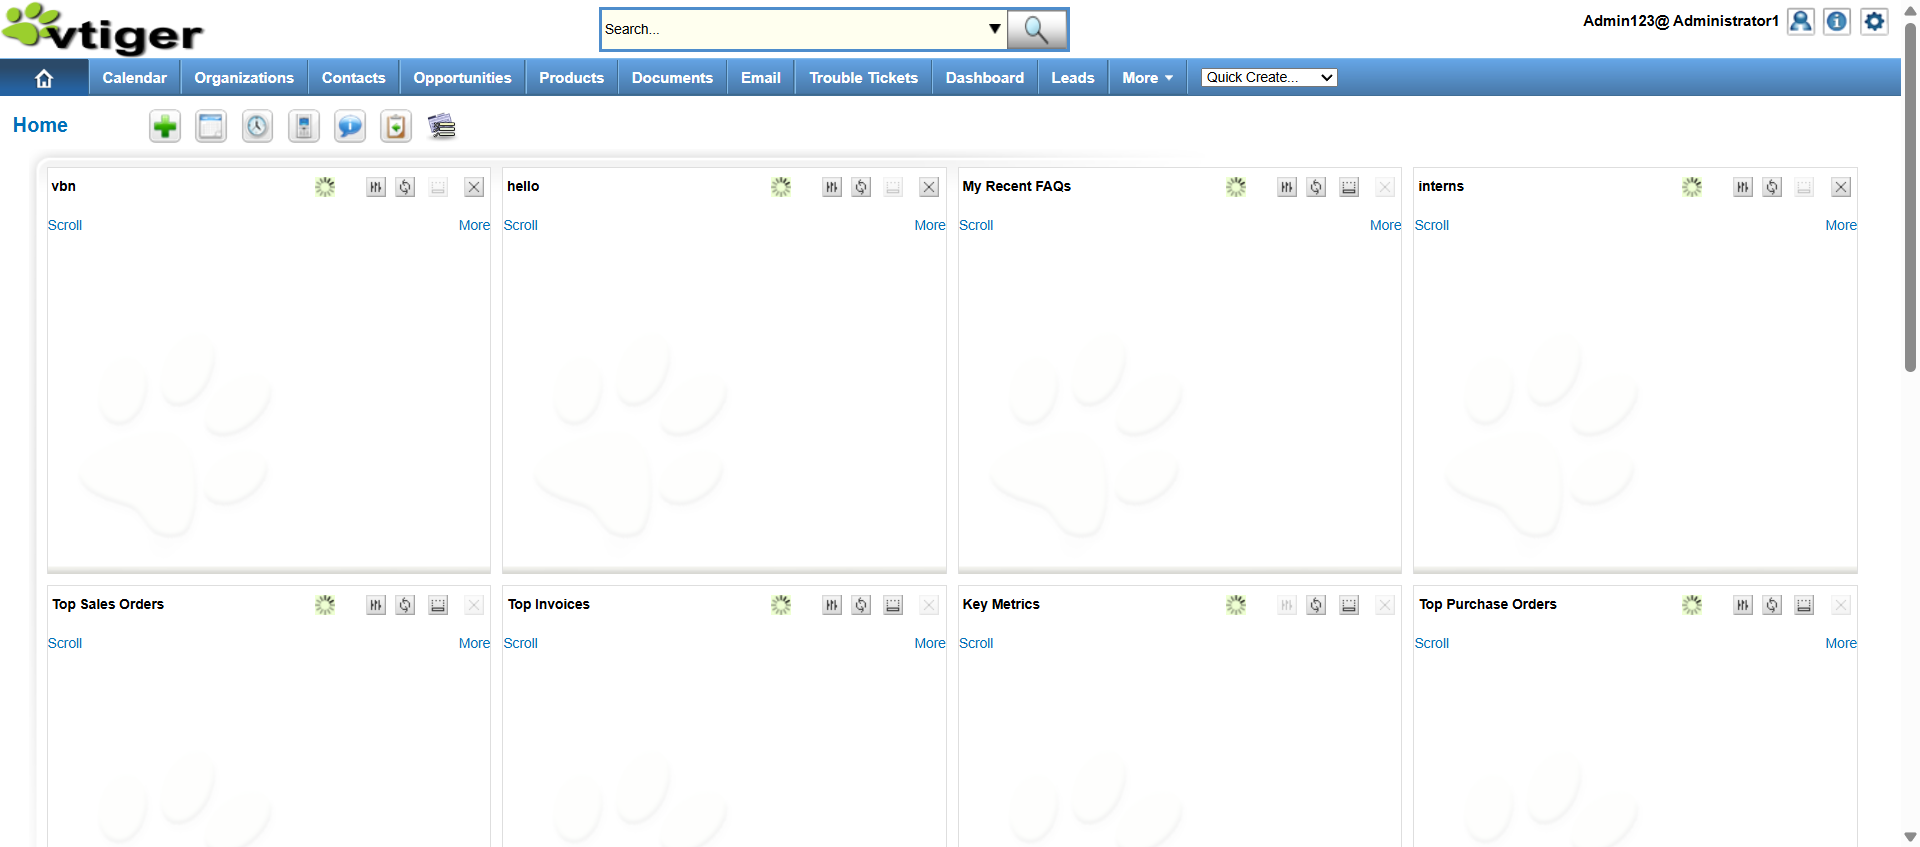 vtiger
Search...
Admin123@ Administrator1
Calendar Organizations Contacts Opportunities Products Documents Email Trouble Tickets Dashboard Leads More Quick Create...
Home
vbn hello My Recent FAQs interns
Scroll More Scroll More Scroll More Scroll More
Top Sales Orders Top Invoices Key Metrics Top Purchase Orders
Scroll More Scroll More Scroll Scroll More